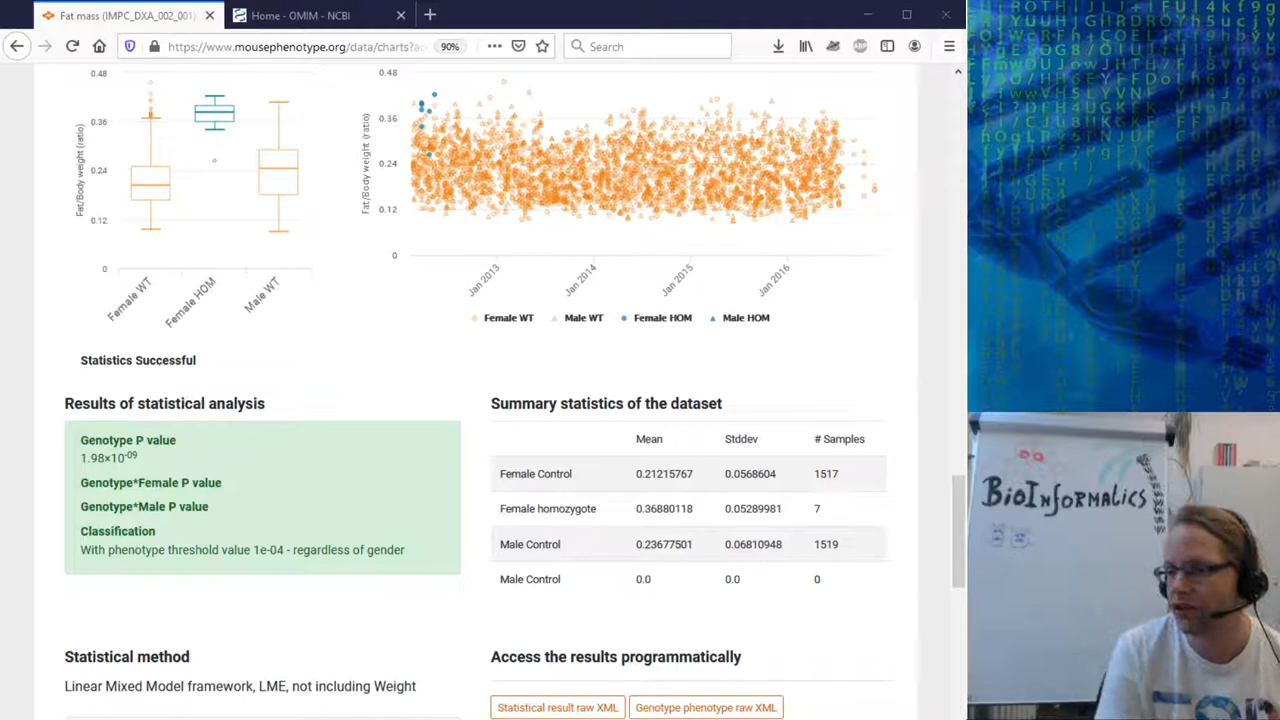 Fat mass (IMPC_DXA_002_001)
Home - OMIM - NCBI
https://www.mousephenotype.org/data/charts?ac
90%
Search
ABP
Fat/Body weight (ratio)
0.48
0.36
0.24
0.12
0
Female WT
Female HOM
Male WT
Fat/Body weight (ratio)
0.48
0.36
0.24
0.12
0
Jan 2013
Jan 2014
Jan 2015
Jan 2016
Female WT
Male WT
Female HOM
Male HOM
Statistics Successful
Results of statistical analysis
Genotype P value
1.98×10-09
Genotype*Female P value
Genotype*Male P value
Classification
With phenotype threshold value 1e-04 - regardless of gender
Summary statistics of the dataset
Mean Stddev # Samples
Female Control 0.21215767 0.0568604 1517
Female homozygote 0.36880118 0.05289981 7
Male Control 0.23677501 0.06810948 1519
Male Control 0.0 0.0 0
Statistical method
Linear Mixed Model framework, LME, not including Weight
Access the results programmatically
Statistical result raw XML
Genotype phenotype raw XML
BioInformatics